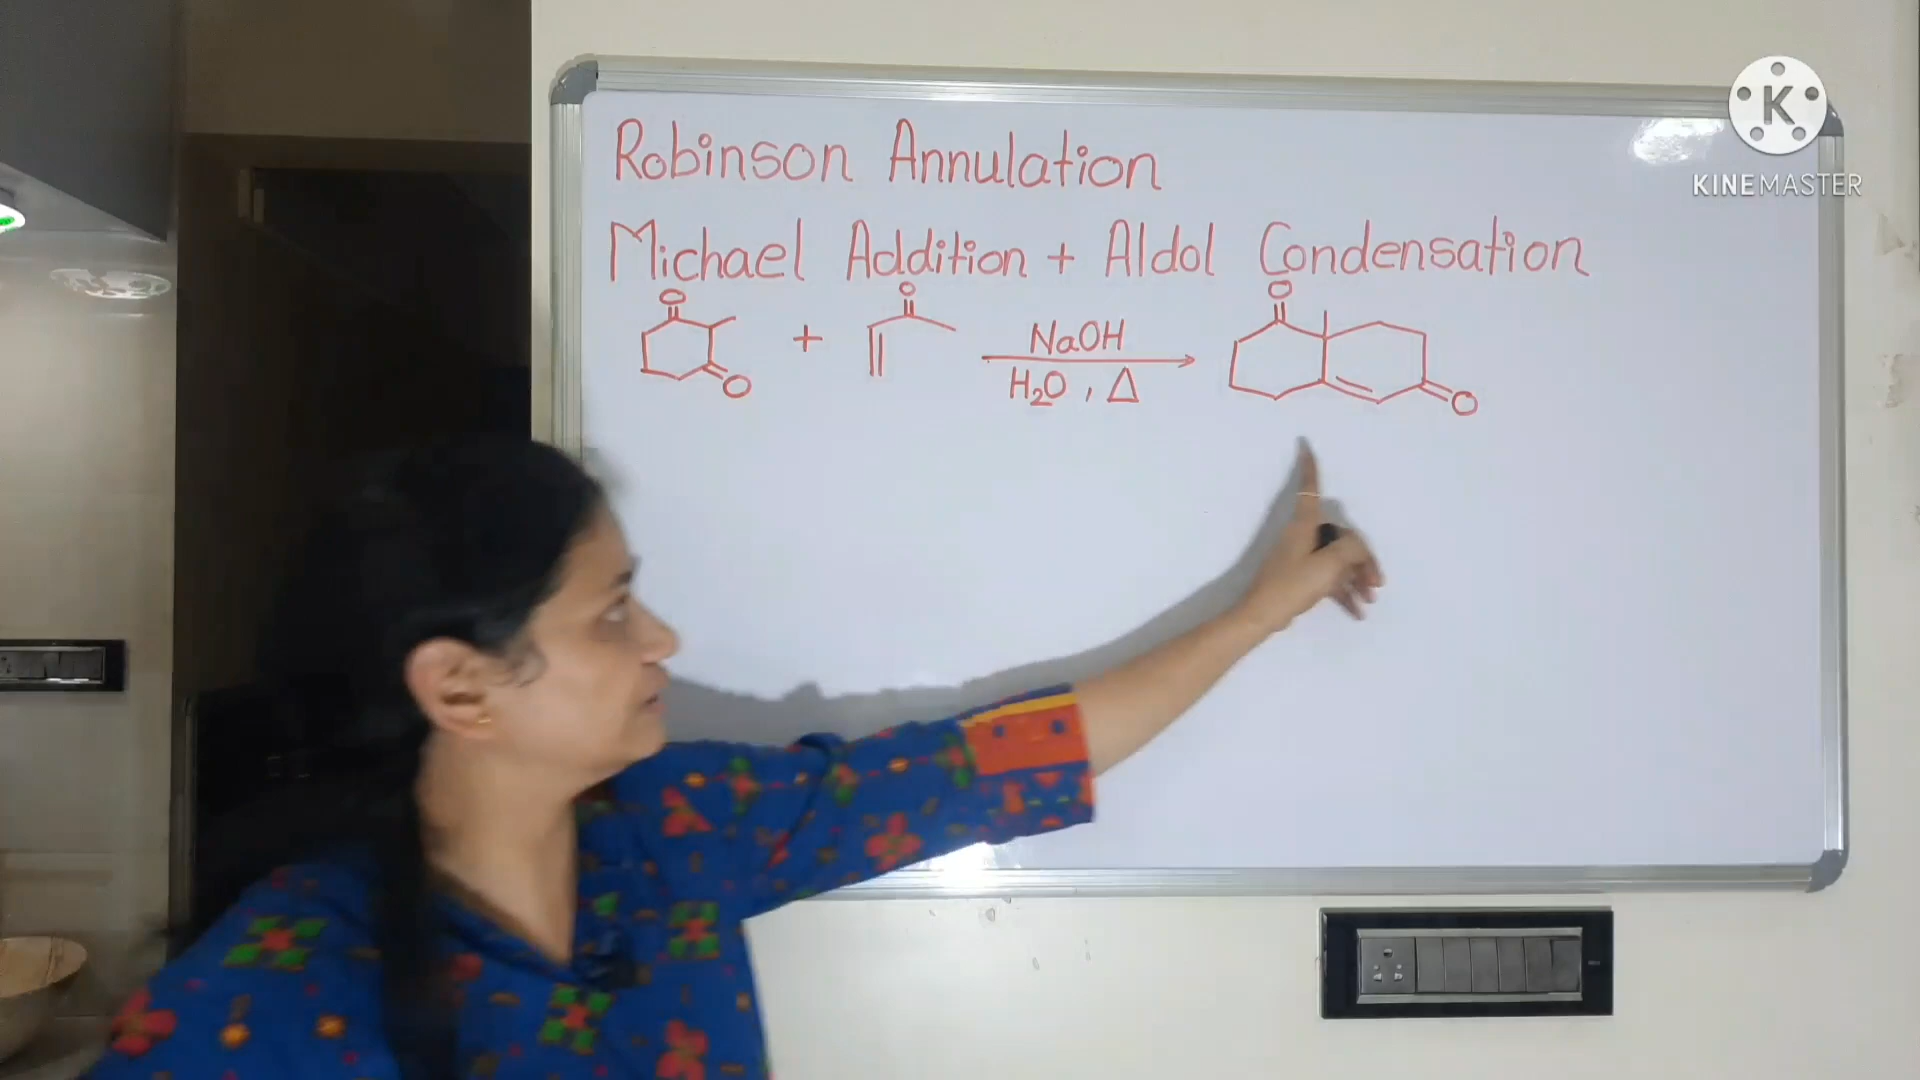 Robinson Annulation
Michael Addition + Aldol Condensation
O
O
+
O
NaOH
H₂O , Δ
O
O
K
KINEMASTER